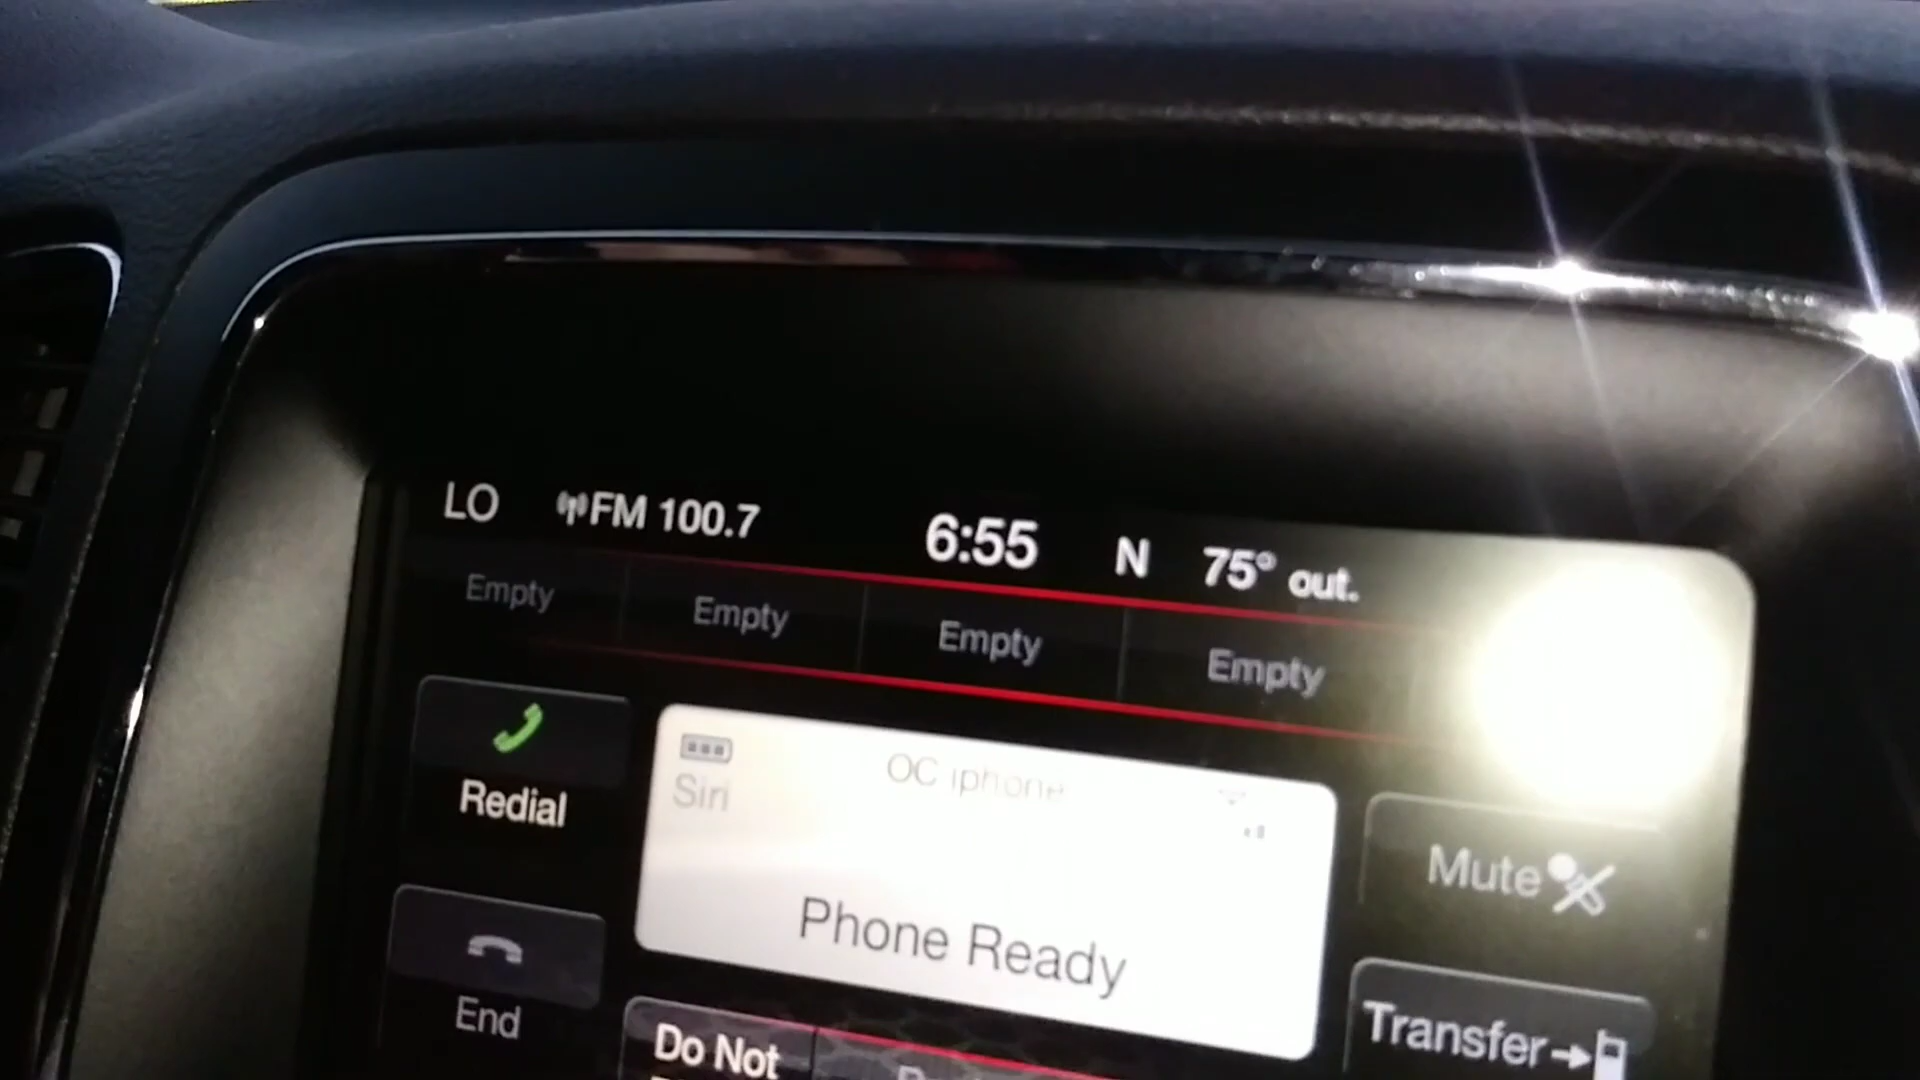 LO FM 100.7 6:55 N 75° out.
Empty Empty Empty Empty
Redial
Siri
OC iphone
Phone Ready
Mute
End
Transfer
Do Not